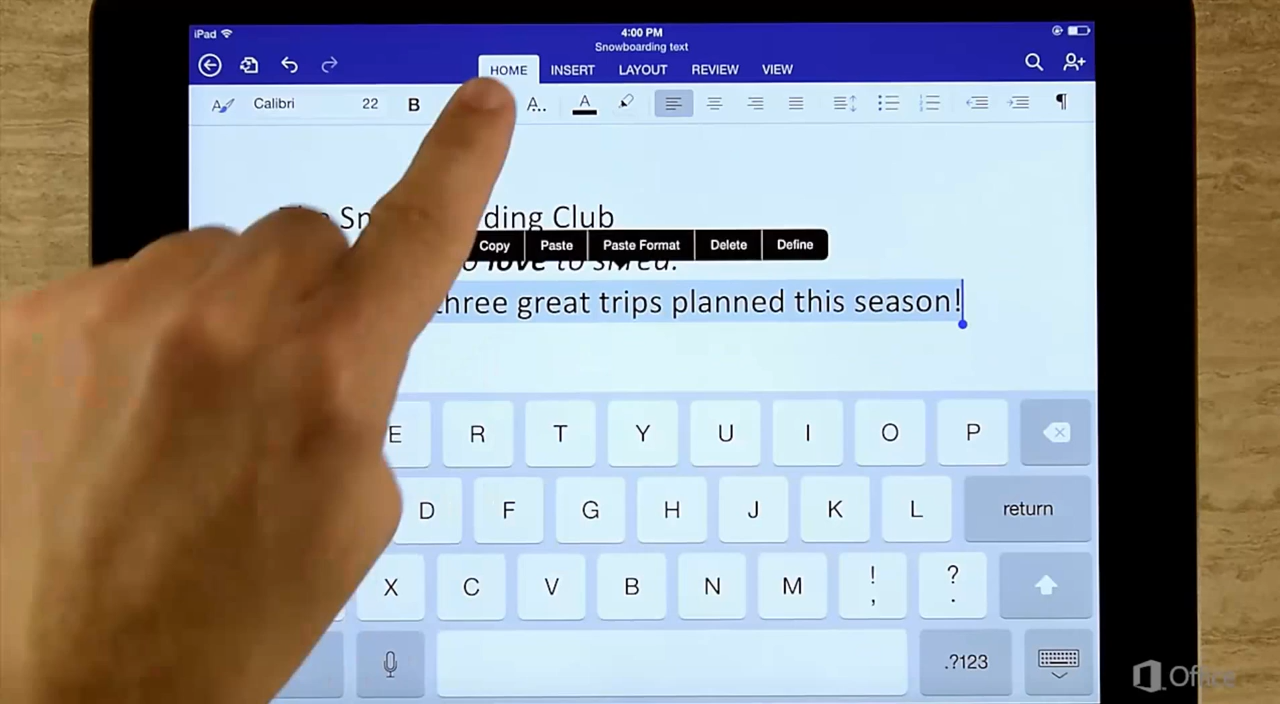 iPad
4:00 PM
Snowboarding text
HOME INSERT LAYOUT REVIEW VIEW
Calibri 22 B A..  A
ding Club
Copy Paste Paste Format Delete Define
love to shred.
three great trips planned this season!
E R T Y U I O P
D F G H J K L return
X C V B N M ! , ? .
.?123
Office